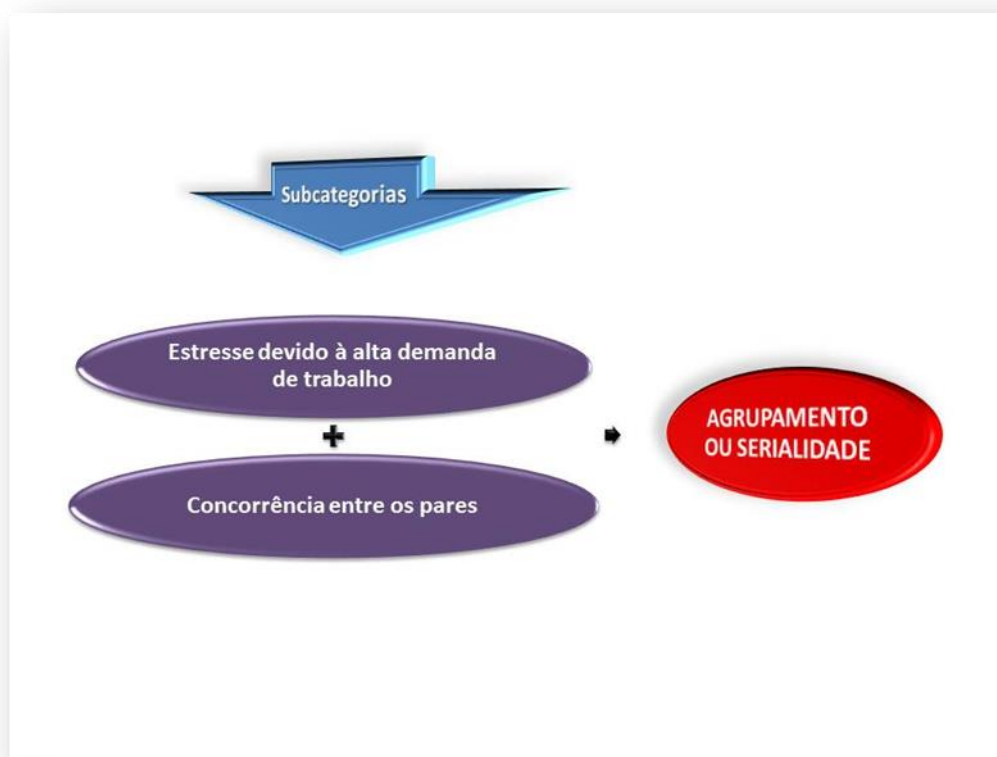 Subcategorias
Estresse devido à alta demanda
de trabalho
+
Concorrência entre os pares
AGRUPAMENTO
OU SERIALIDADE